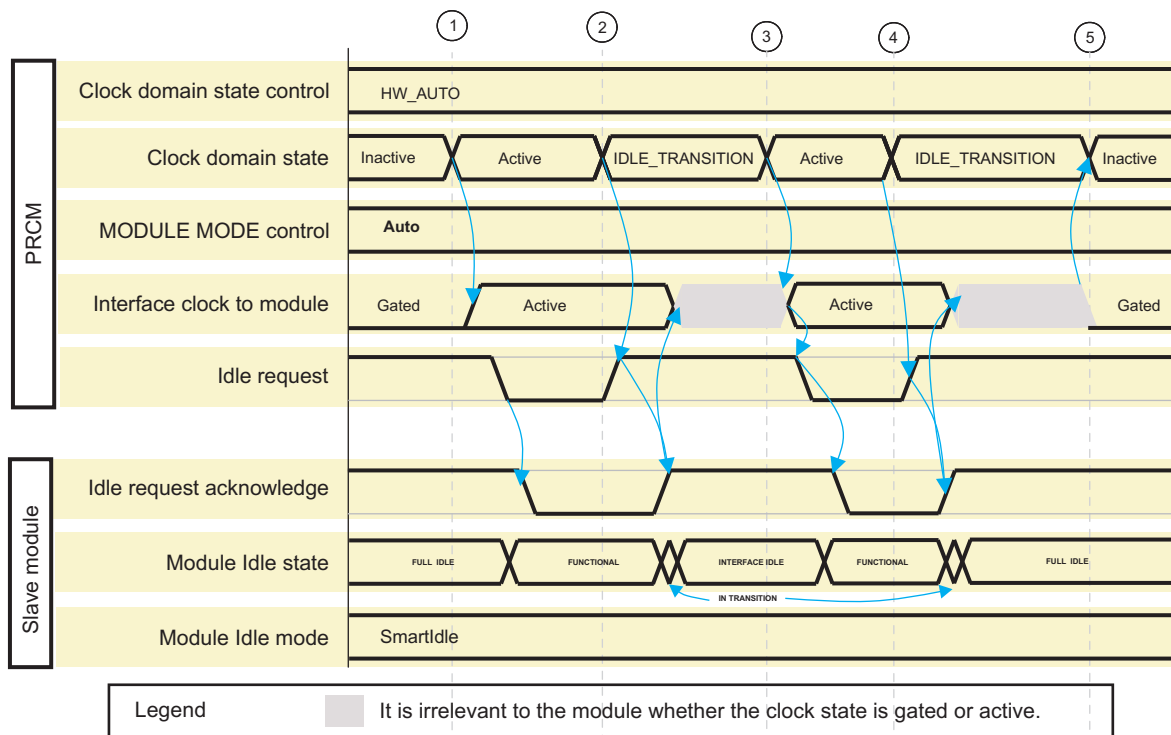 1 2 3 4 5
PRCM
Clock domain state control
HW_AUTO
Clock domain state
Inactive Active IDLE_TRANSITION Active IDLE_TRANSITION Inactive
MODULE MODE control
Auto
Interface clock to module
Gated Active Active Gated
Idle request
Slave module
Idle request acknowledge
Module Idle state
FULL IDLE FUNCTIONAL INTERFACE IDLE FUNCTIONAL FULL IDLE
IN TRANSITION
Module Idle mode
SmartIdle
Legend It is irrelevant to the module whether the clock state is gated or active.